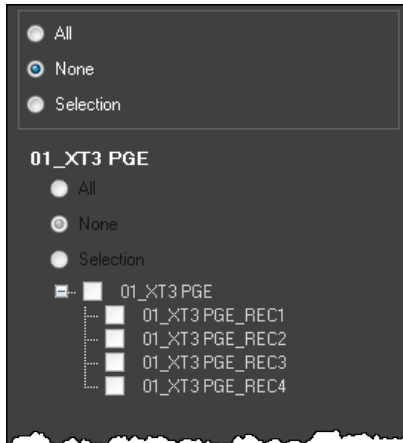 All
None
Selection
01_XT3 PGE
All
None
Selection
01_XT3 PGE
01_XT3 PGE_REC1
01_XT3 PGE_REC2
01_XT3 PGE_REC3
01_XT3 PGE_REC4